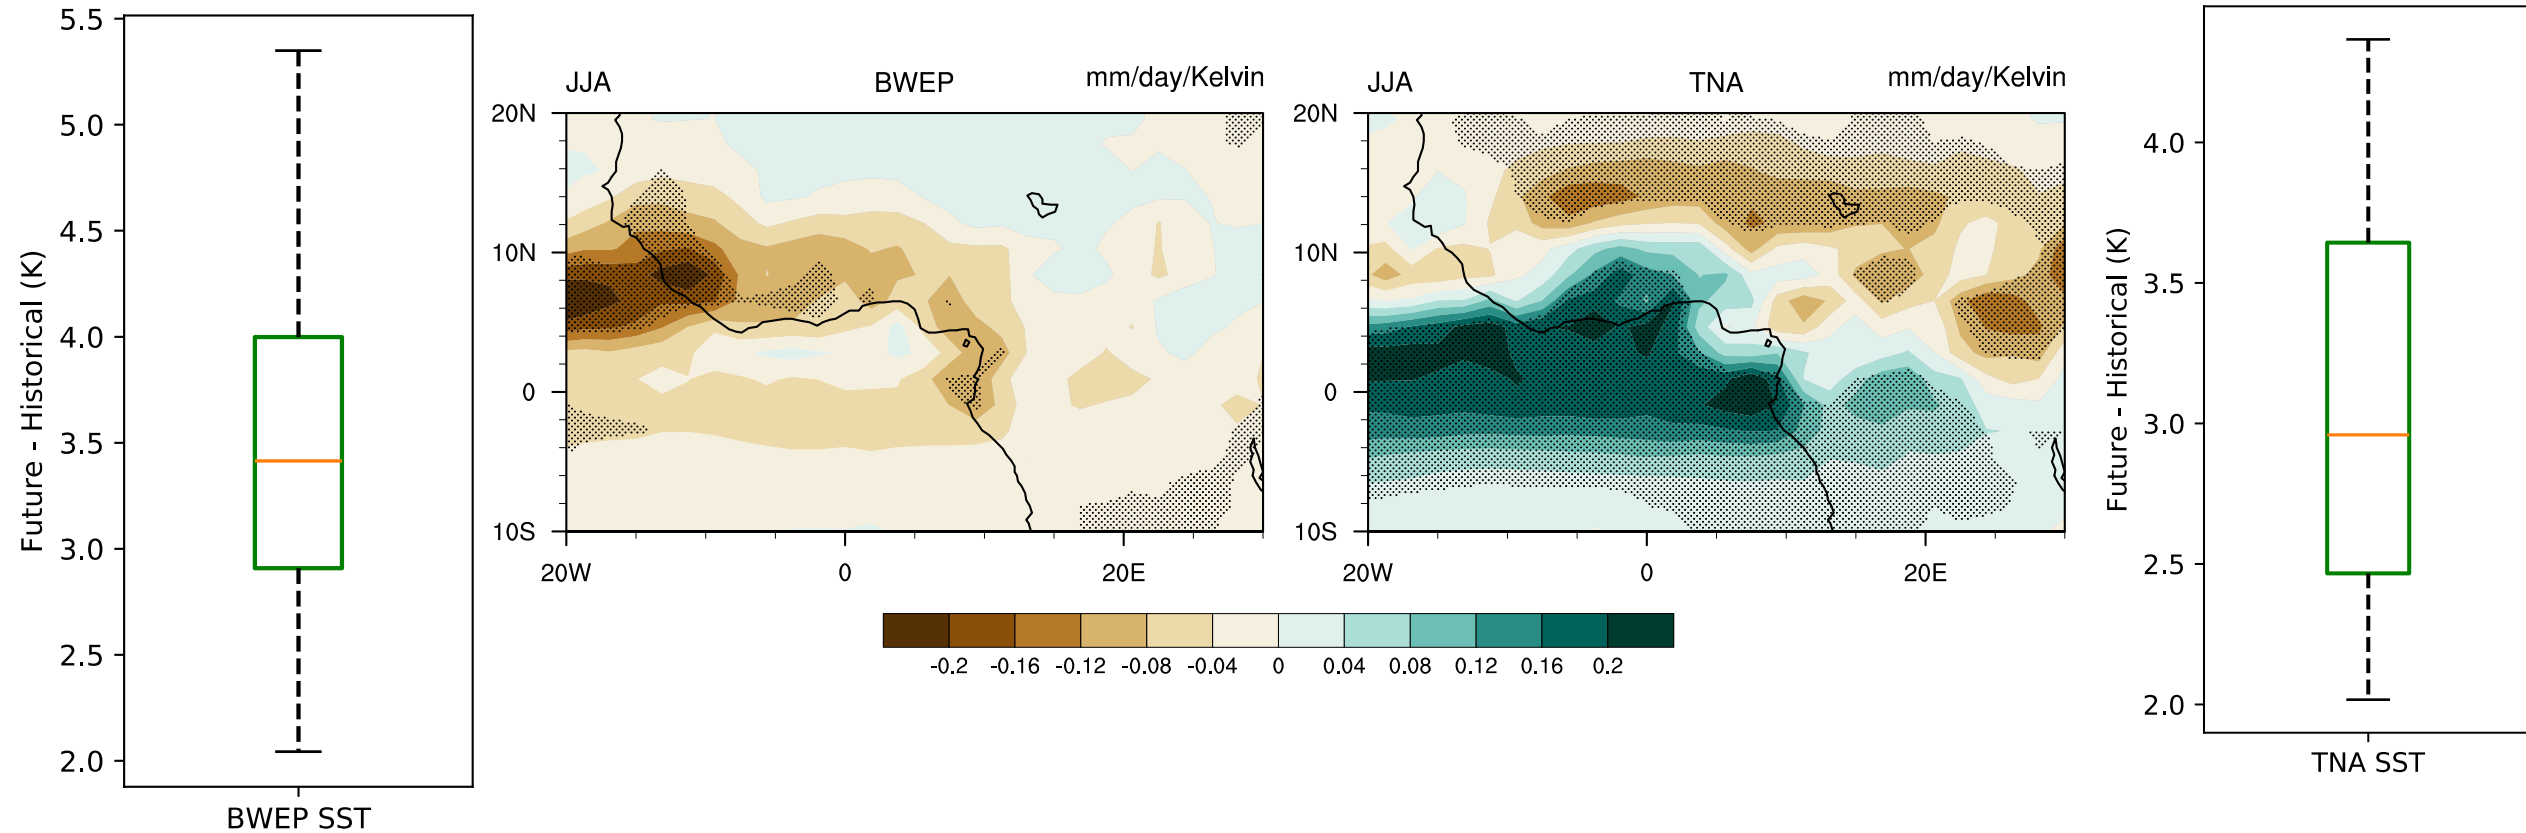 5.5
5.0
4.5
4.0
3.5
3.0
2.5
2.0
Future - Historical (K)
BWEP SST
JJA BWEP mm/day/Kelvin
20N
10N
0
10S
20W 0 20E
JJA TNA mm/day/Kelvin
20N
10N
0
10S
20W 0 20E
-0.2 -0.16 -0.12 -0.08 -0.04 0 0.04 0.08 0.12 0.16 0.2
4.0
3.5
3.0
2.5
2.0
Future - Historical (K)
TNA SST